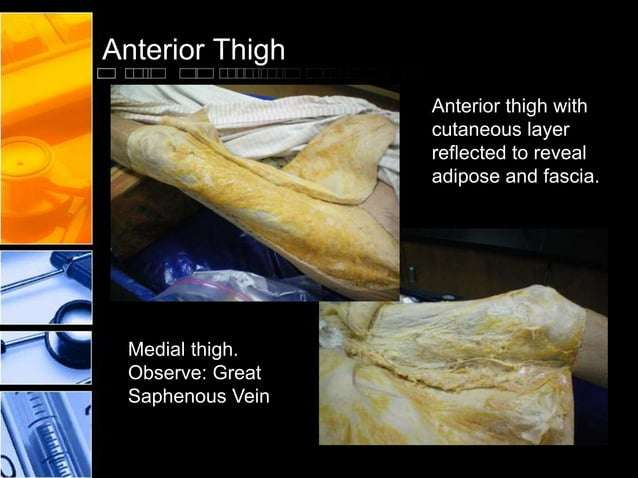 Anterior Thigh
Anterior thigh with
cutaneous layer
reflected to reveal
adipose and fascia.
Medial thigh.
Observe: Great
Saphenous Vein